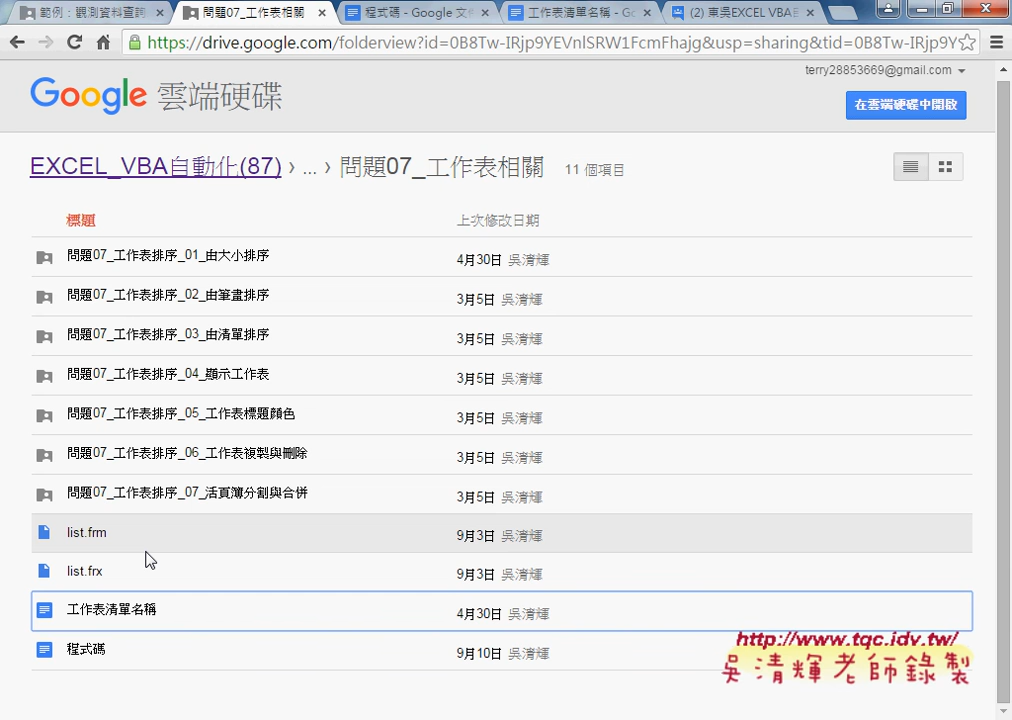 範例：觀測資料查詢
問題07_工作表相關
程式碼 - Google 文件
工作表清單名稱 - Go
(2) 東吳EXCEL VBA自
https://drive.google.com/folderview?id=0B8Tw-IRjp9YEVnlSRW1FcmFhajg&usp=sharing&tid=0B8Tw-IRjp9Y
terry28853669@gmail.com
Google 雲端硬碟
在雲端硬碟中開啟
EXCEL_VBA自動化(87) › ... › 問題07_工作表相關 11 個項目
標題 上次修改日期
問題07_工作表排序_01_由大小排序 4月30日 吳清輝
問題07_工作表排序_02_由筆畫排序 3月5日 吳清輝
問題07_工作表排序_03_由清單排序 3月5日 吳清輝
問題07_工作表排序_04_顯示工作表 3月5日 吳清輝
問題07_工作表排序_05_工作表標題顏色 3月5日 吳清輝
問題07_工作表排序_06_工作表複製與刪除 3月5日 吳清輝
問題07_工作表排序_07_活頁簿分割與合併 3月5日 吳清輝
list.frm 9月3日 吳清輝
list.frx 9月3日 吳清輝
工作表清單名稱 4月30日 吳清輝
程式碼 9月10日 吳清輝
http://www.tqc.idv.tw/
吳清輝老師錄製